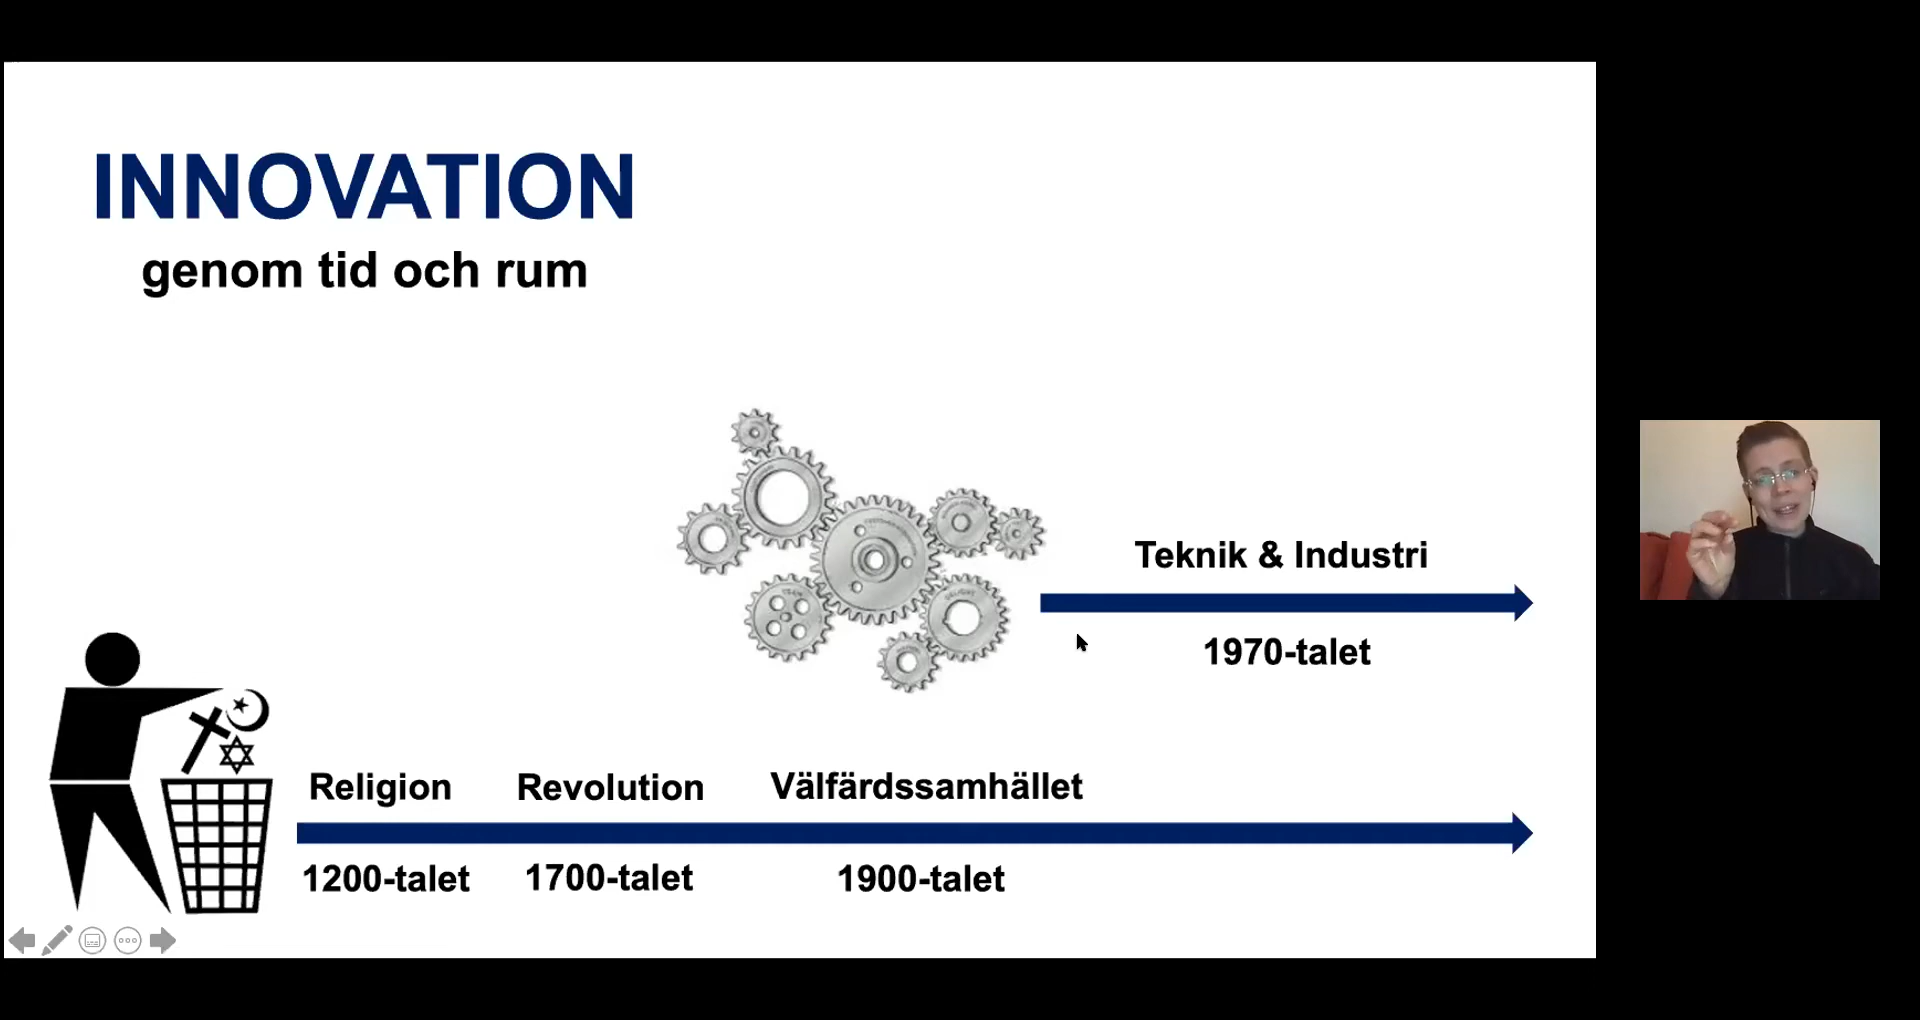 INNOVATION
genom tid och rum
Teknik & Industri
1970-talet
Religion
Revolution
Välfärdssamhället
1200-talet
1700-talet
1900-talet